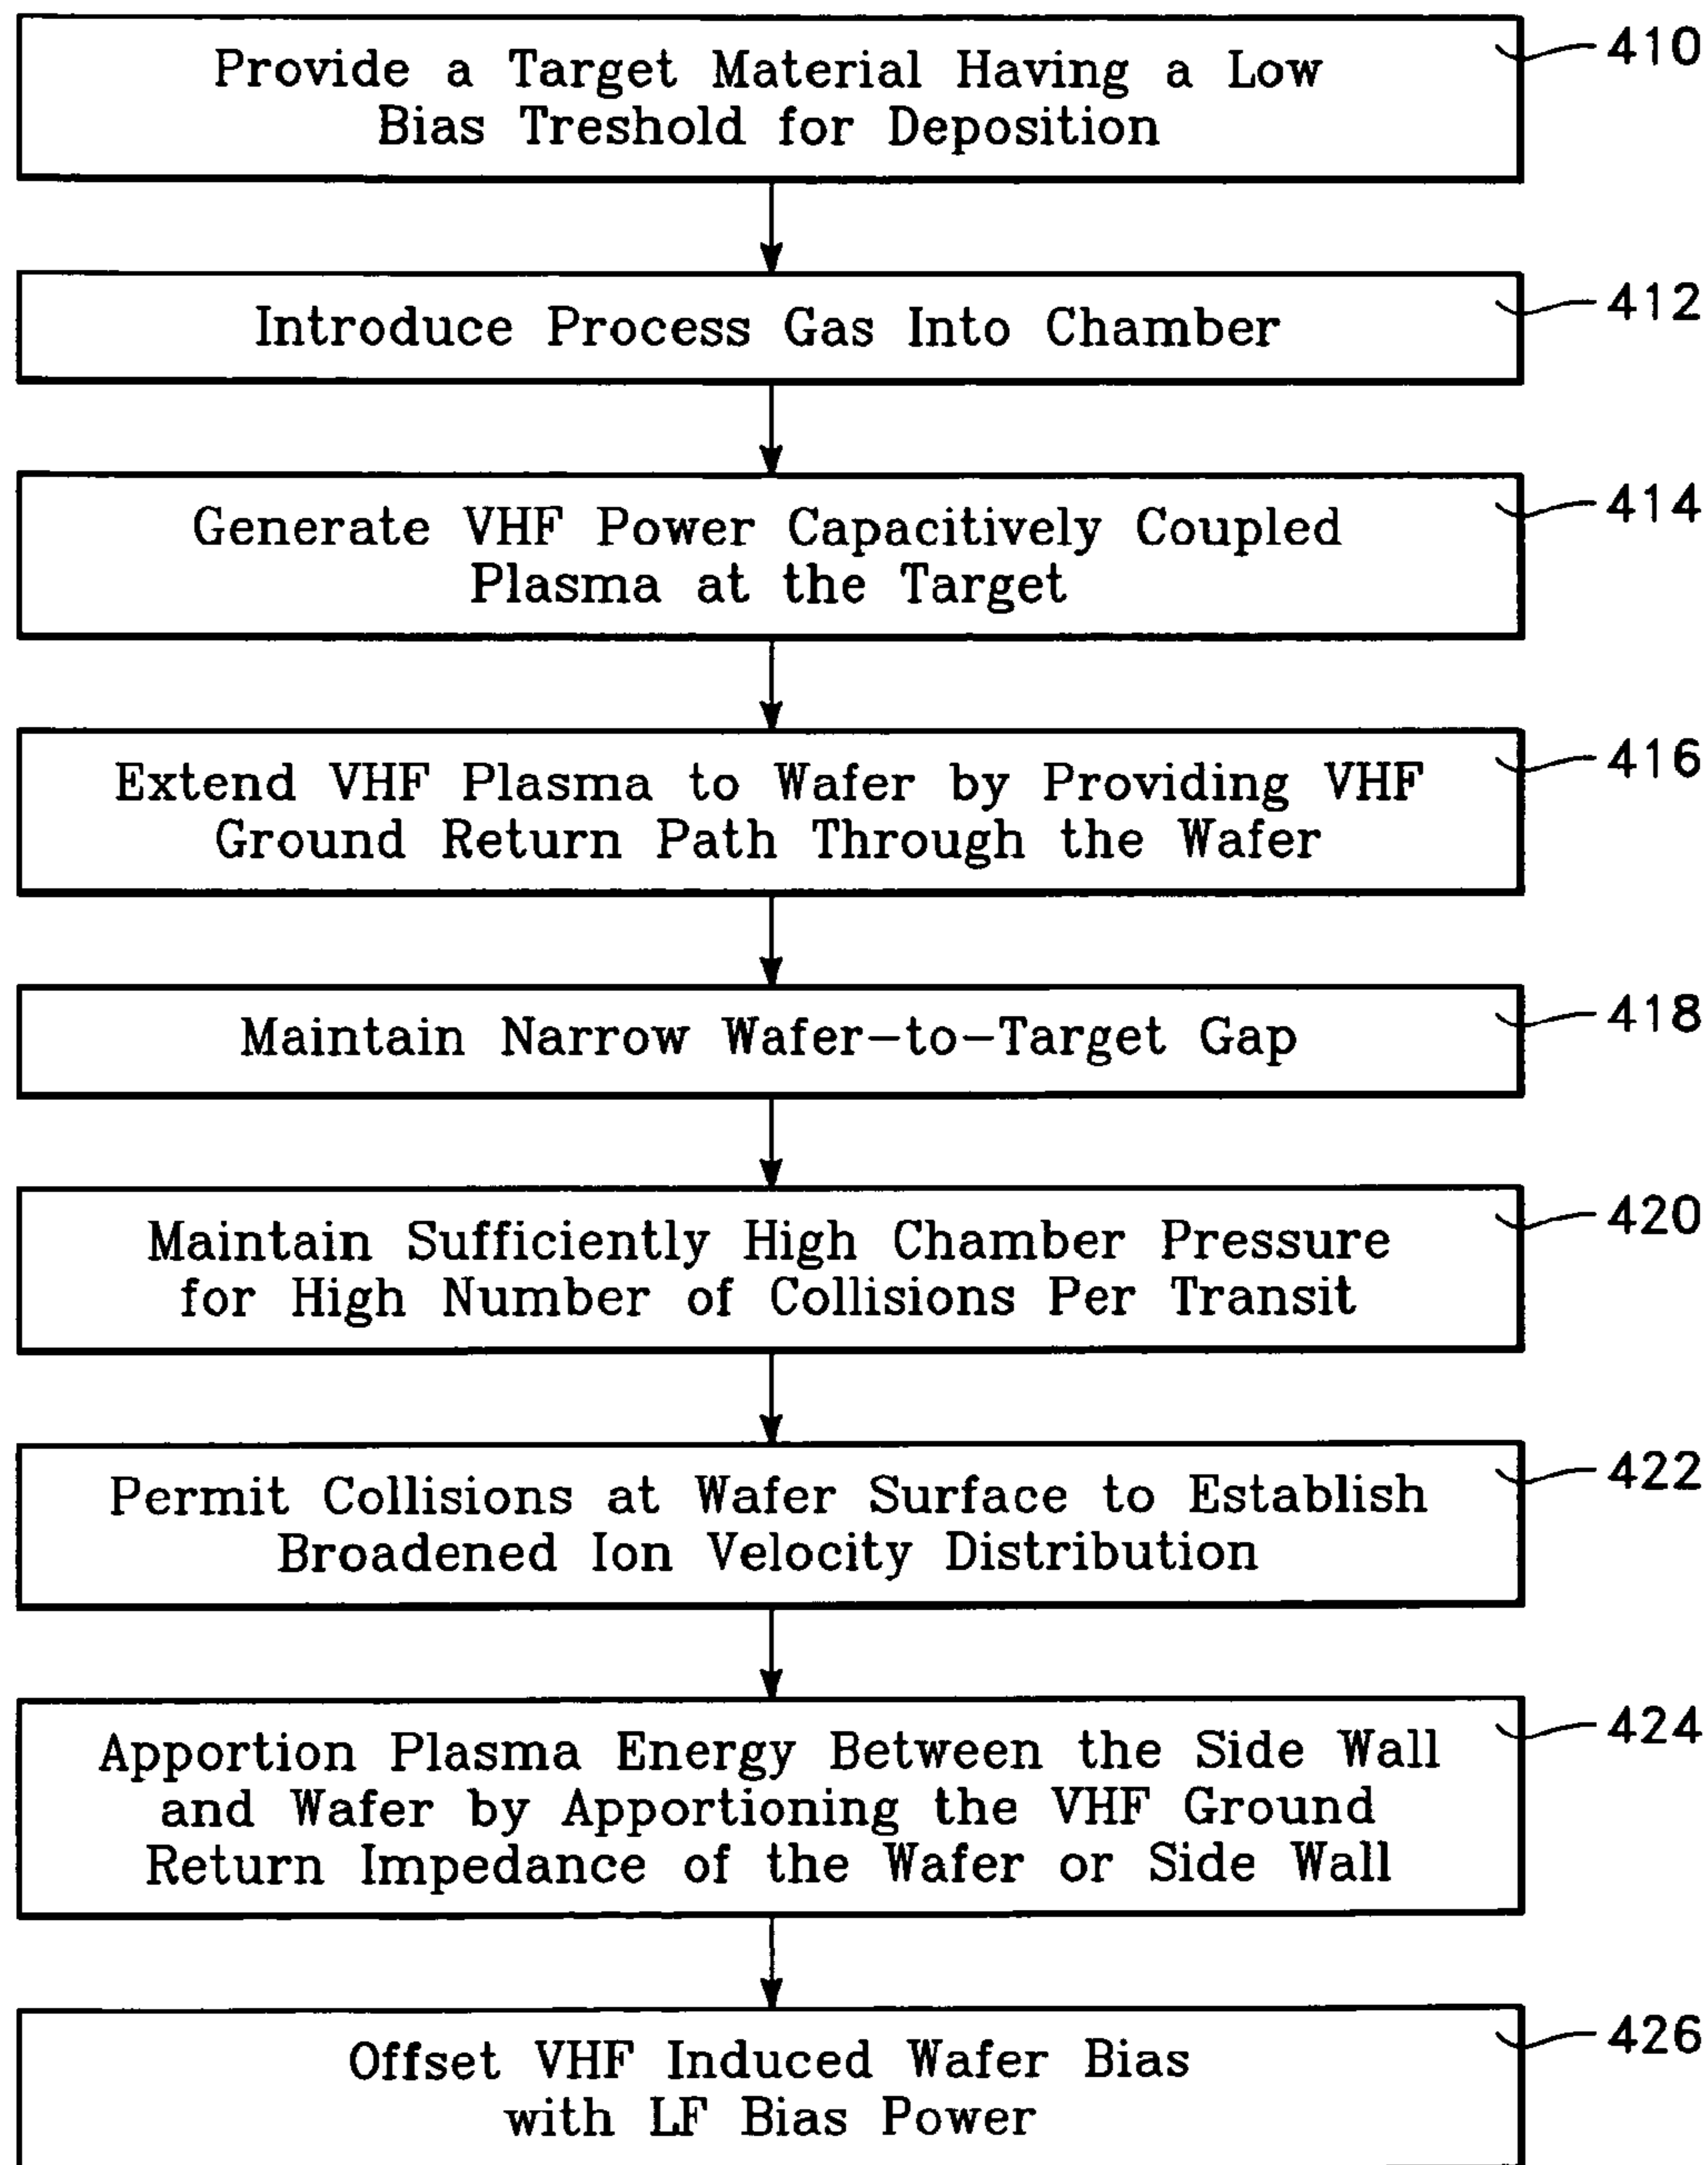 Provide a Target Material Having a Low
Bias Treshold for Deposition
410
Introduce Process Gas Into Chamber
412
Generate VHF Power Capacitively Coupled
Plasma at the Target
414
Extend VHF Plasma to Wafer by Providing VHF
Ground Return Path Through the Wafer
416
Maintain Narrow Wafer-to-Target Gap
418
Maintain Sufficiently High Chamber Pressure
for High Number of Collisions Per Transit
420
Permit Collisions at Wafer Surface to Establish
Broadened Ion Velocity Distribution
422
Apportion Plasma Energy Between the Side Wall
and Wafer by Apportioning the VHF Ground
Return Impedance of the Wafer or Side Wall
424
Offset VHF Induced Wafer Bias
with LF Bias Power
426